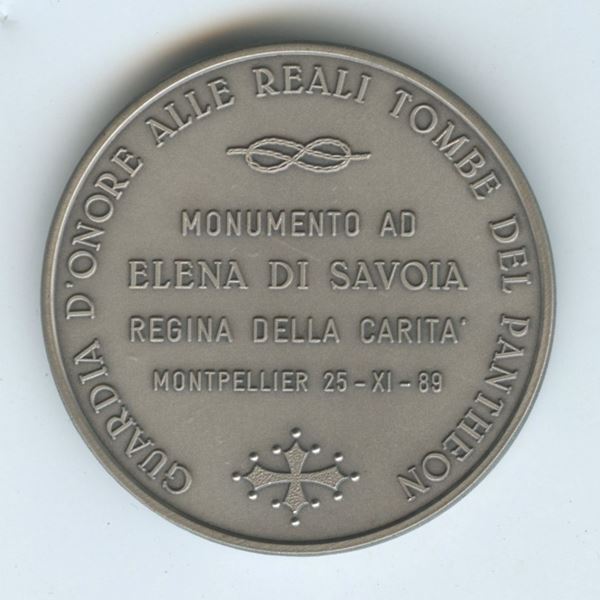 GUARDIA D'ONORE ALLE REALI TOMBE DEL PANTHEON
MONUMENTO AD
ELENA DI SAVOIA
REGINA DELLA CARITA'
MONTPELLIER 25-XI-89